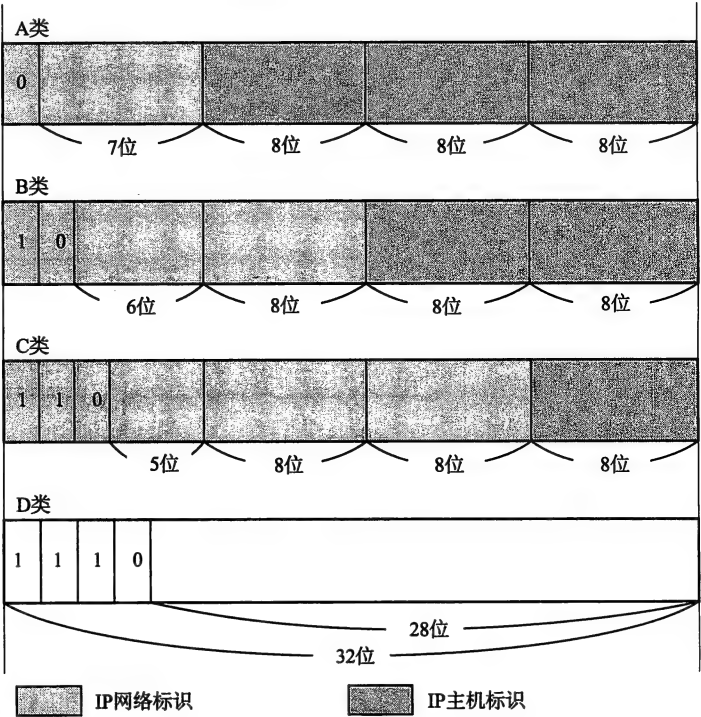 A类
0
7位 8位 8位 8位
B类
1 0
6位 8位 8位 8位
C类
1 1 0
5位 8位 8位 8位
D类
1 1 1 0
28位
32位
IP网络标识 IP主机标识